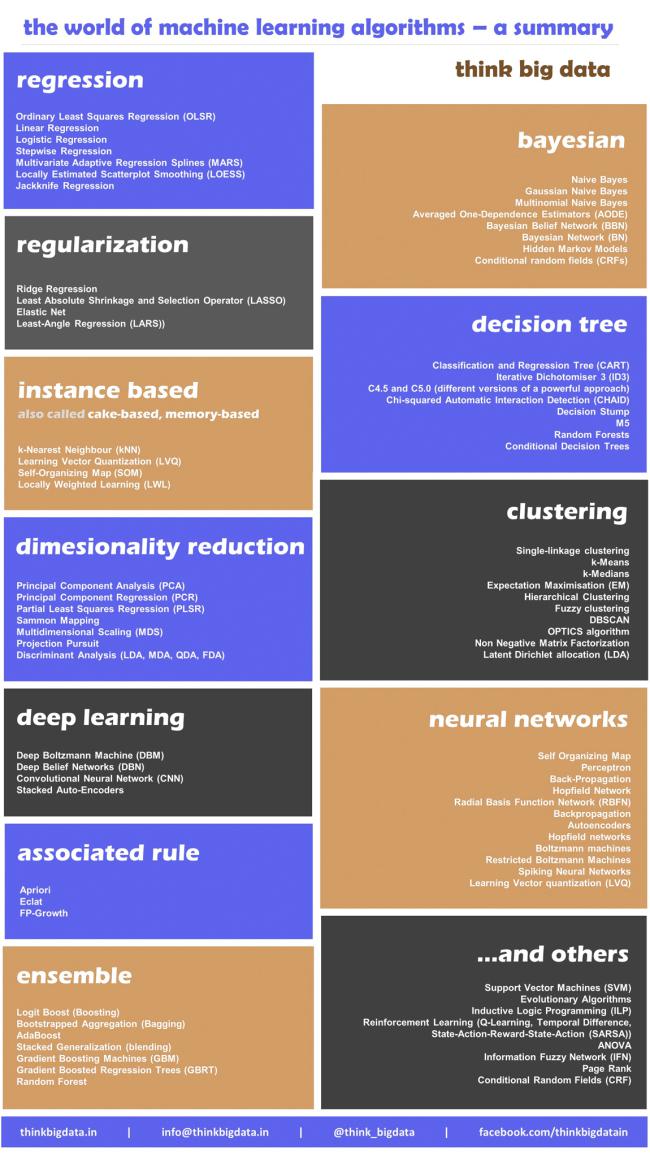 the world of machine learning algorithms – a summary
think big data
regression
Ordinary Least Squares Regression (OLSR)
Linear Regression
Logistic Regression
Stepwise Regression
Multivariate Adaptive Regression Splines (MARS)
Locally Estimated Scatterplot Smoothing (LOESS)
Jackknife Regression
regularization
Ridge Regression
Least Absolute Shrinkage and Selection Operator (LASSO)
Elastic Net
Least-Angle Regression (LARS))
instance based
also called cake-based, memory-based
k-Nearest Neighbour (kNN)
Learning Vector Quantization (LVQ)
Self-Organizing Map (SOM)
Locally Weighted Learning (LWL)
dimesionality reduction
Principal Component Analysis (PCA)
Principal Component Regression (PCR)
Partial Least Squares Regression (PLSR)
Sammon Mapping
Multidimensional Scaling (MDS)
Projection Pursuit
Discriminant Analysis (LDA, MDA, QDA, FDA)
deep learning
Deep Boltzmann Machine (DBM)
Deep Belief Networks (DBN)
Convolutional Neural Network (CNN)
Stacked Auto-Encoders
associated rule
Apriori
Eclat
FP-Growth
ensemble
Logit Boost (Boosting)
Bootstrapped Aggregation (Bagging)
AdaBoost
Stacked Generalization (blending)
Gradient Boosting Machines (GBM)
Gradient Boosted Regression Trees (GBRT)
Random Forest
bayesian
Naive Bayes
Gaussian Naive Bayes
Multinomial Naive Bayes
Averaged One-Dependence Estimators (AODE)
Bayesian Belief Network (BBN)
Bayesian Network (BN)
Hidden Markov Models
Conditional random fields (CRFs)
decision tree
Classification and Regression Tree (CART)
Iterative Dichotomiser 3 (ID3)
C4.5 and C5.0 (different versions of a powerful approach)
Chi-squared Automatic Interaction Detection (CHAID)
Decision Stump
M5
Random Forests
Conditional Decision Trees
clustering
Single-linkage clustering
k-Means
k-Medians
Expectation Maximisation (EM)
Hierarchical Clustering
Fuzzy clustering
DBSCAN
OPTICS algorithm
Non Negative Matrix Factorization
Latent Dirichlet allocation (LDA)
neural networks
Self Organizing Map
Perceptron
Back-Propagation
Hopfield Network
Radial Basis Function Network (RBFN)
Backpropagation
Autoencoders
Hopfield networks
Boltzmann machines
Restricted Boltzmann Machines
Spiking Neural Networks
Learning Vector quantization (LVQ)
...and others
Support Vector Machines (SVM)
Evolutionary Algorithms
Inductive Logic Programming (ILP)
Reinforcement Learning (Q-Learning, Temporal Difference,
State-Action-Reward-State-Action (SARSA))
ANOVA
Information Fuzzy Network (IFN)
Page Rank
Conditional Random Fields (CRF)
thinkbigdata.in | info@thinkbigdata.in | @think_bigdata | facebook.com/thinkbigdatain